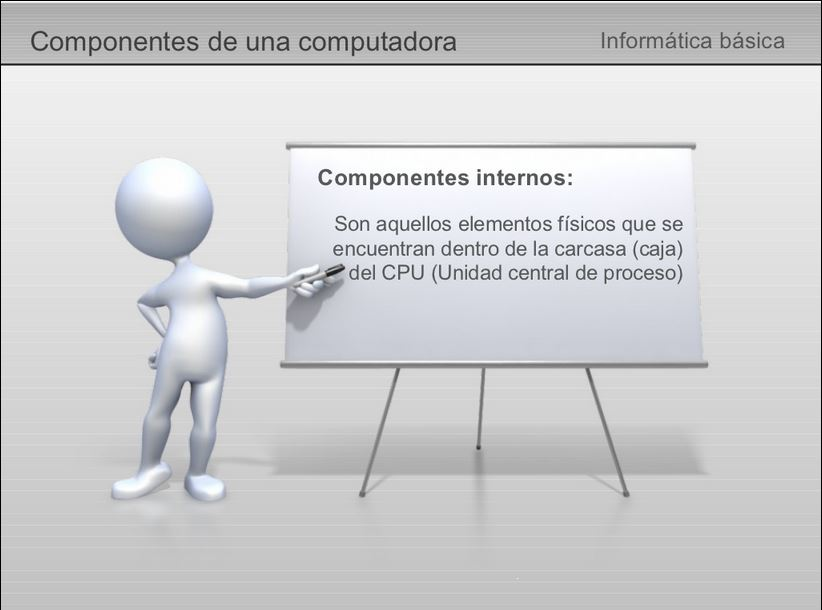 Componentes de una computadora
Informática básica
Componentes internos:
Son aquellos elementos físicos que se
encuentran dentro de la carcasa (caja)
del CPU (Unidad central de proceso)